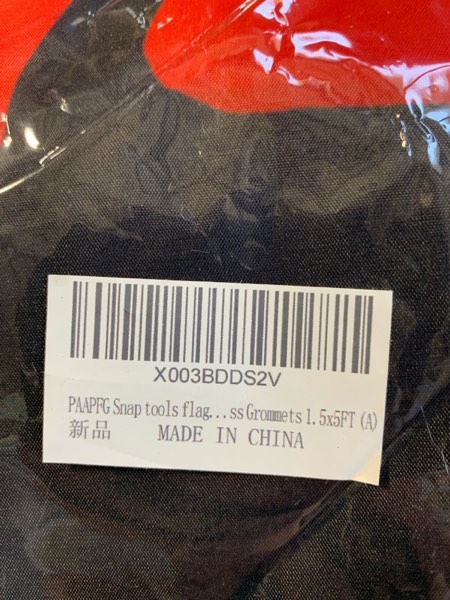 X003BDDS2V
PAAPFG Snap tools flag...ss Grommets 1.5x5FT (A)
新品 MADE IN CHINA